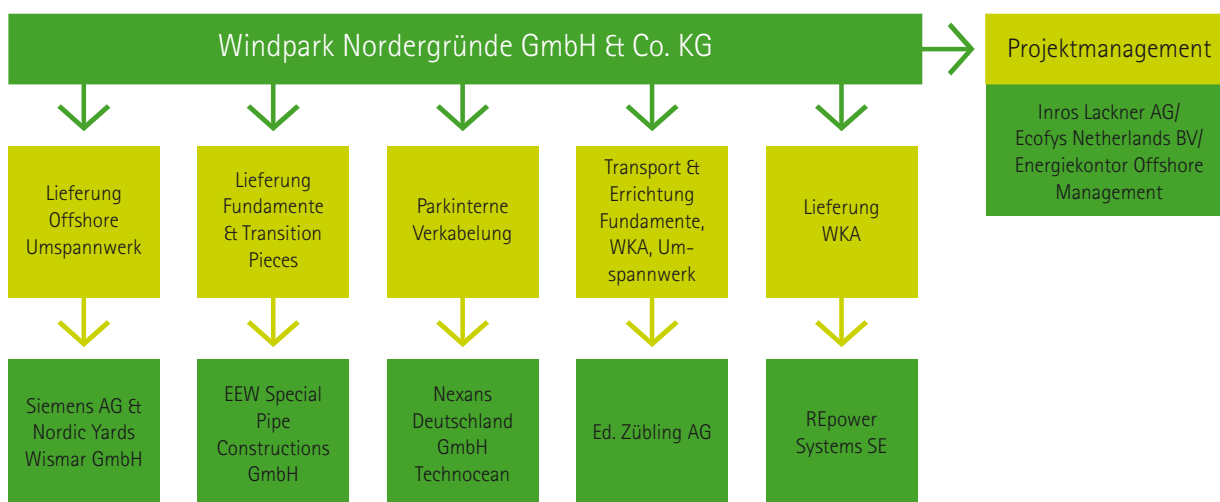 Windpark Nordergründe GmbH & Co. KG
Projektmanagement
Inros Lackner AG/
Ecofys Netherlands BV/
Energiekontor Offshore
Management
Lieferung
Offshore
Umspannwerk
Lieferung
Fundamente
& Transition
Pieces
Parkinterne
Verkabelung
Transport &
Errichtung
Fundamente,
WKA, Um-
spannwerk
Lieferung
WKA
Siemens AG &
Nordic Yards
Wismar GmbH
EEW Special
Pipe
Constructions
GmbH
Nexans
Deutschland
GmbH
Technocean
Ed. Zübling AG
REpower
Systems SE